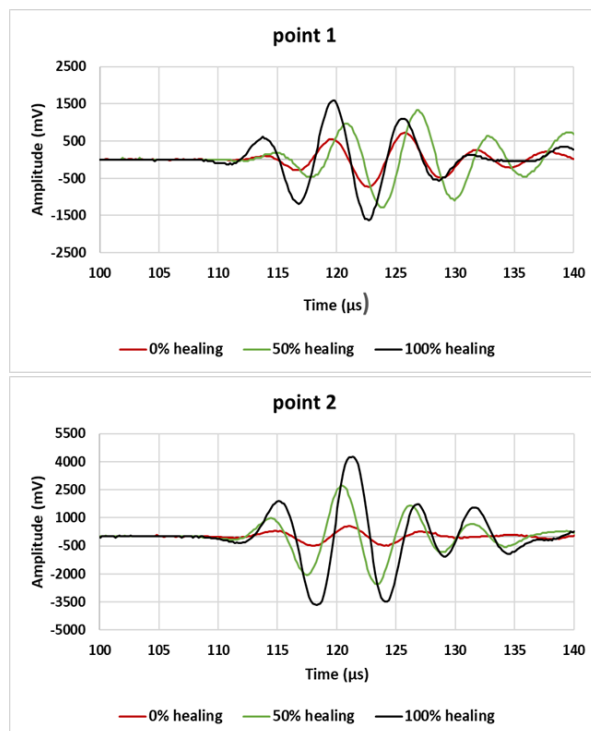 point 1
2500
1500
500
-500
-1500
-2500
Amplitude (mV)
100 105 110 115 120 125 130 135 140
Time (µs)
0% healing 50% healing 100% healing
point 2
5500
4000
2500
1000
-500
-2000
-3500
-5000
Amplitude (mV)
100 105 110 115 120 125 130 135 140
Time (µs)
0% healing 50% healing 100% healing